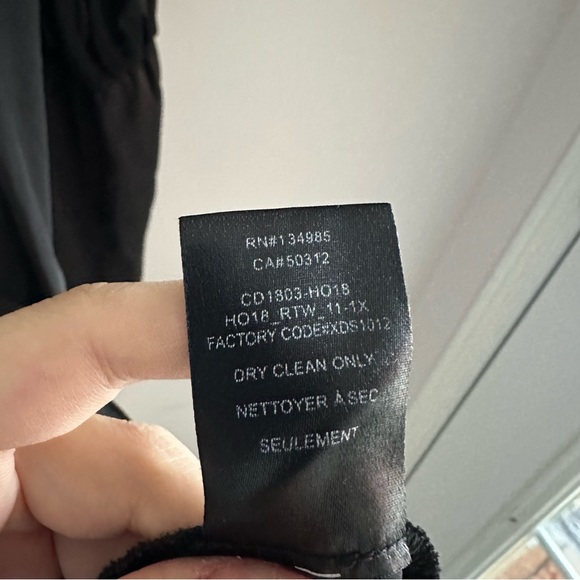 RN#134985
CA#50312
CD1803-HO18
HO18_RTW_11-1X
FACTORY CODE#XDS1012
DRY CLEAN ONLY
NETTOYER À SEC
SEULEMENT